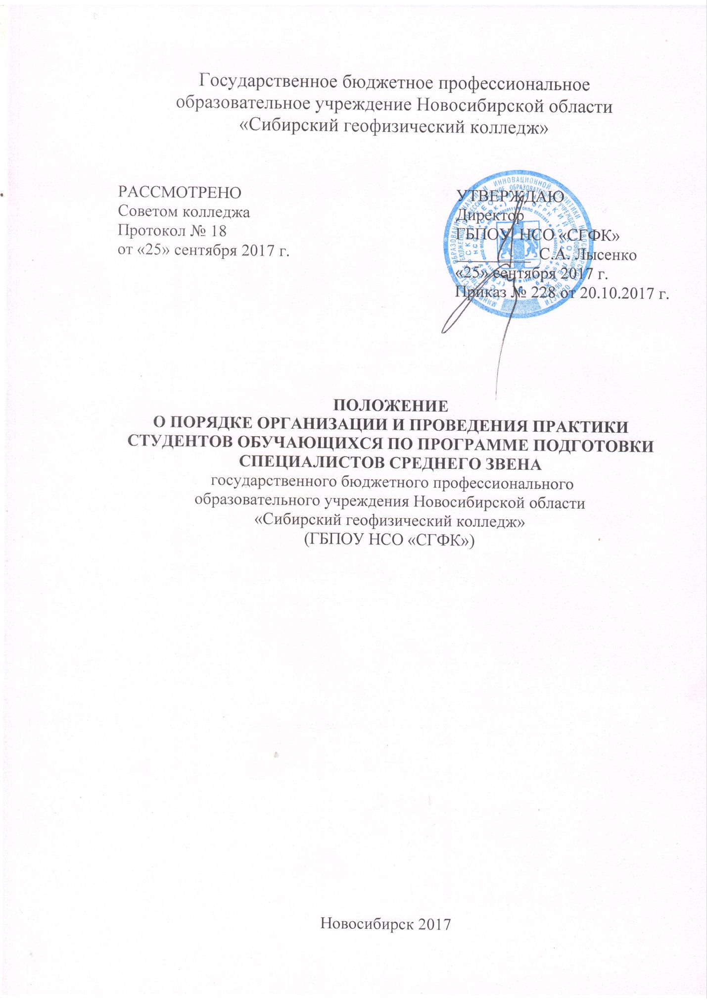 Государственное бюджетное профессиональное
образовательное учреждение Новосибирской области
«Сибирский геофизический колледж»
РАССМОТРЕНО
Советом колледжа
Протокол № 18
от «25» сентября 2017 г.
УТВЕРЖДАЮ
Директор
ГБПОУ НСО «СГФК»
С.А. Лысенко
«25» сентября 2017 г.
Приказ № 228 от 20.10.2017 г.
ПОЛОЖЕНИЕ
О ПОРЯДКЕ ОРГАНИЗАЦИИ И ПРОВЕДЕНИЯ ПРАКТИКИ
СТУДЕНТОВ ОБУЧАЮЩИХСЯ ПО ПРОГРАММЕ ПОДГОТОВКИ
СПЕЦИАЛИСТОВ СРЕДНЕГО ЗВЕНА
государственного бюджетного профессионального
образовательного учреждения Новосибирской области
«Сибирский геофизический колледж»
(ГБПОУ НСО «СГФК»)
Новосибирск 2017